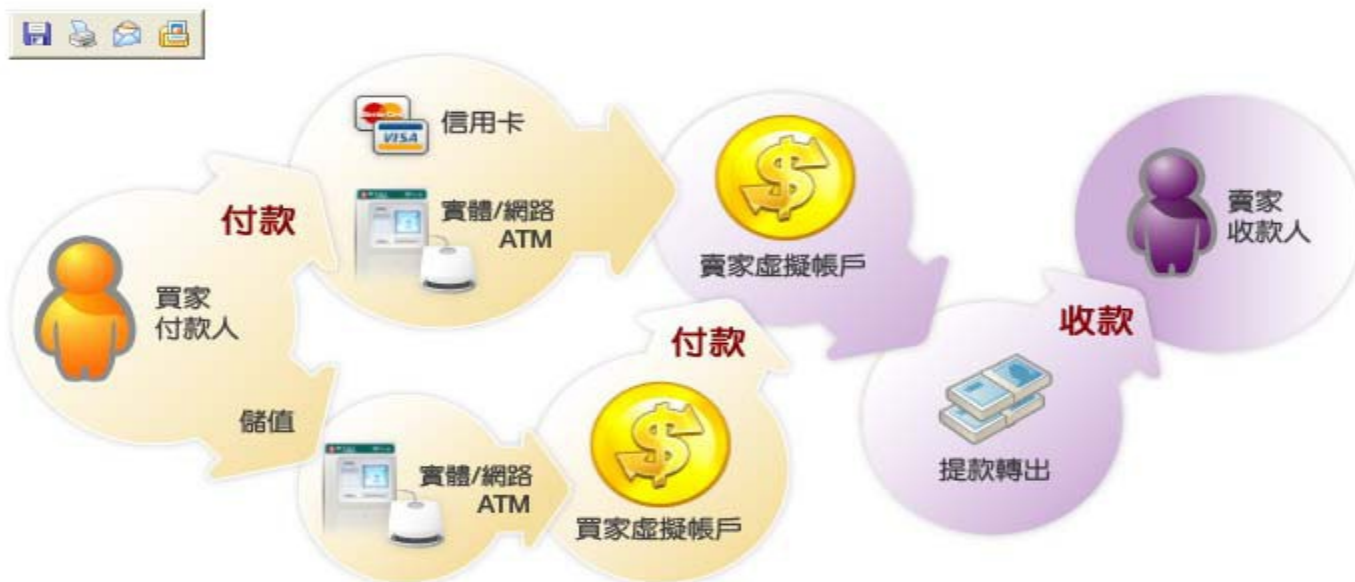 信用卡
VISA
實體/網路
ATM
付款
買家
付款人
儲值
實體/網路
ATM
買家虛擬帳戶
付款
賣家虛擬帳戶
提款轉出
收款
賣家
收款人